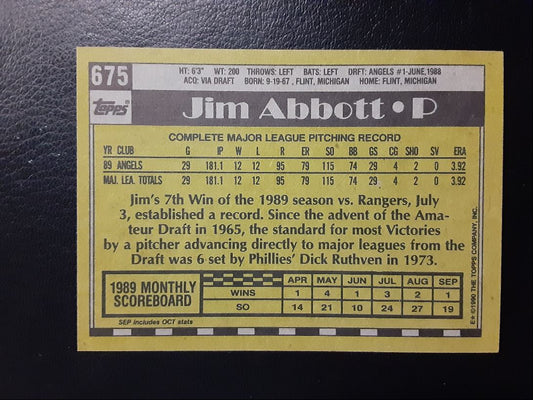 675
HT: 6'3" WT: 200 THROWS: LEFT BATS: LEFT DRFT: ANGELS #1-JUNE, 1988
ACQ: VIA DRAFT BORN: 9-19-67, FLINT, MICHIGAN HOME: FLINT, MICHIGAN
TOPPS
Jim Abbott • P
COMPLETE MAJOR LEAGUE PITCHING RECORD
YR CLUB G IP W L R ER SO BB GS CG SHO SV ERA
89 ANGELS 29 181.1 12 12 95 79 115 74 29 4 2 0 3.92
MAJ. LEA. TOTALS 29 181.1 12 12 95 79 115 74 29 4 2 0 3.92
Jim's 7th Win of the 1989 season vs. Rangers, July
3, established a record. Since the advent of the Ama-
teur Draft in 1965, the standard for most Victories
by a pitcher advancing directly to major leagues from the
Draft was 6 set by Phillies' Dick Ruthven in 1973.
1989 MONTHLY
SCOREBOARD
APR MAY JUN JUL AUG SEP
WINS 1 4 1 3 2 1
SO 14 21 10 24 27 19
SEP includes OCT stats
E* ©1990 THE TOPPS COMPANY, INC.